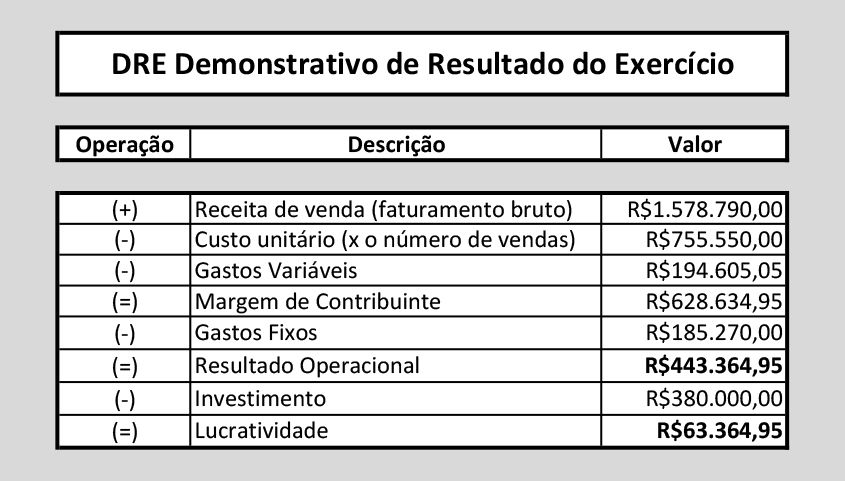 DRE Demonstrativo de Resultado do Exercício
Operação Descrição Valor
(+) Receita de venda (faturamento bruto) R$1.578.790,00
(-) Custo unitário (x o número de vendas) R$755.550,00
(-) Gastos Variáveis R$194.605,05
(=) Margem de Contribuinte R$628.634,95
(-) Gastos Fixos R$185.270,00
(=) Resultado Operacional R$443.364,95
(-) Investimento R$380.000,00
(=) Lucratividade R$63.364,95